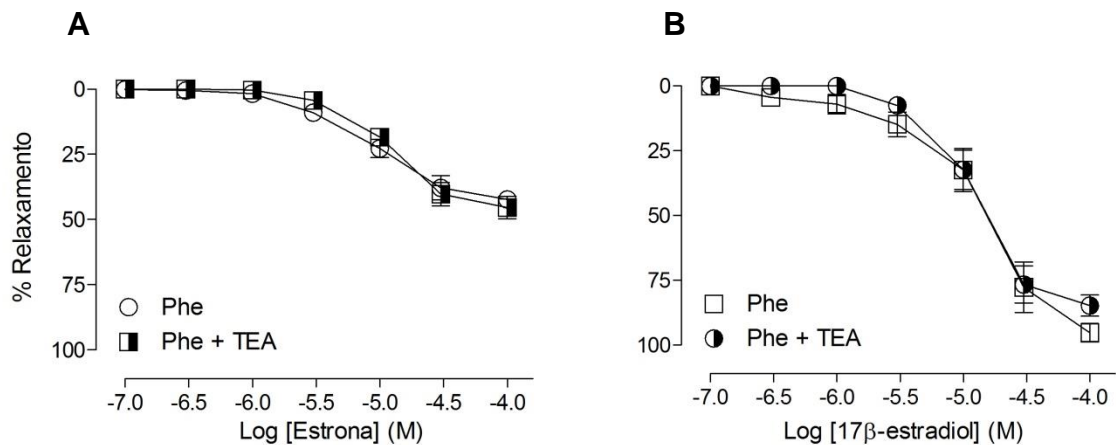 A
% Relaxamento
0
25
50
75
100
Phe
Phe + TEA
-7.0 -6.5 -6.0 -5.5 -5.0 -4.5 -4.0
Log [Estrona] (M)
B
0
25
50
75
100
Phe
Phe + TEA
-7.0 -6.5 -6.0 -5.5 -5.0 -4.5 -4.0
Log [17β-estradiol] (M)